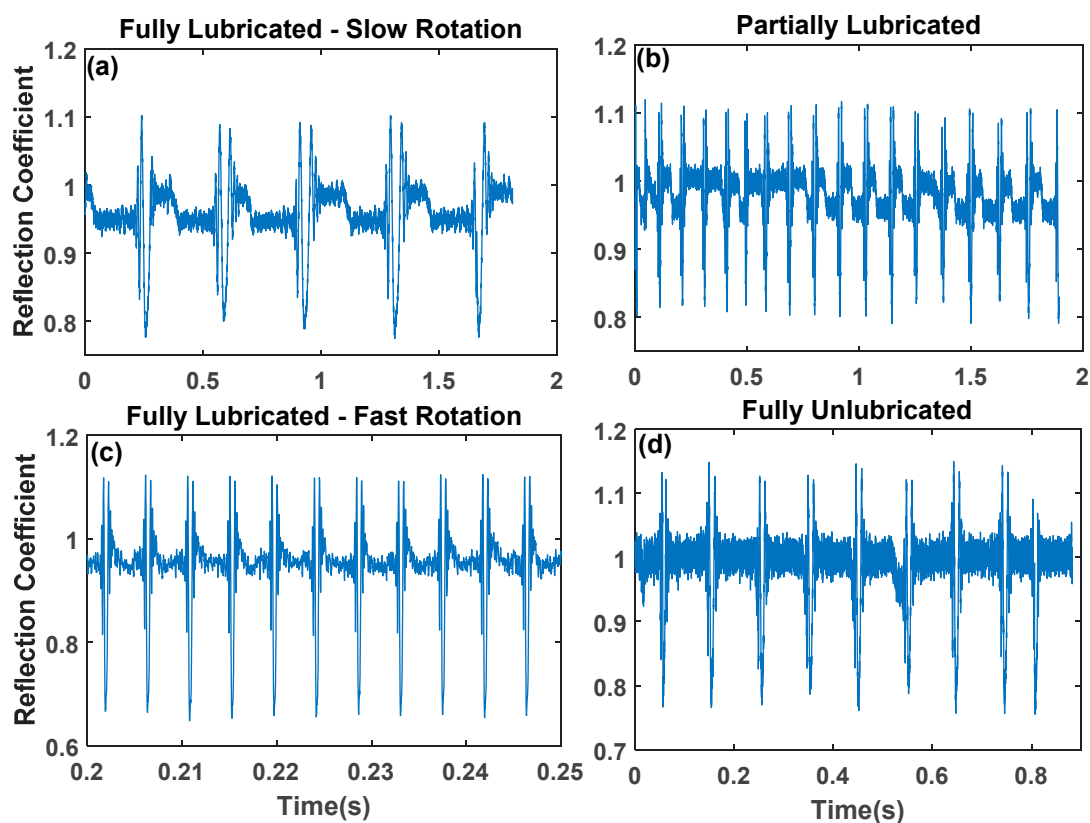 Fully Lubricated - Slow Rotation
(a)
Reflection Coefficient
1.2
1.1
1
0.9
0.8
0 0.5 1 1.5 2
Partially Lubricated
(b)
1.2
1.1
1
0.9
0.8
0 0.5 1 1.5 2
Fully Lubricated - Fast Rotation
(c)
Reflection Coefficient
1.2
1
0.8
0.6
0.2 0.21 0.22 0.23 0.24 0.25
Time(s)
Fully Unlubricated
(d)
1.2
1.1
1
0.9
0.8
0.7
0 0.2 0.4 0.6 0.8
Time(s)